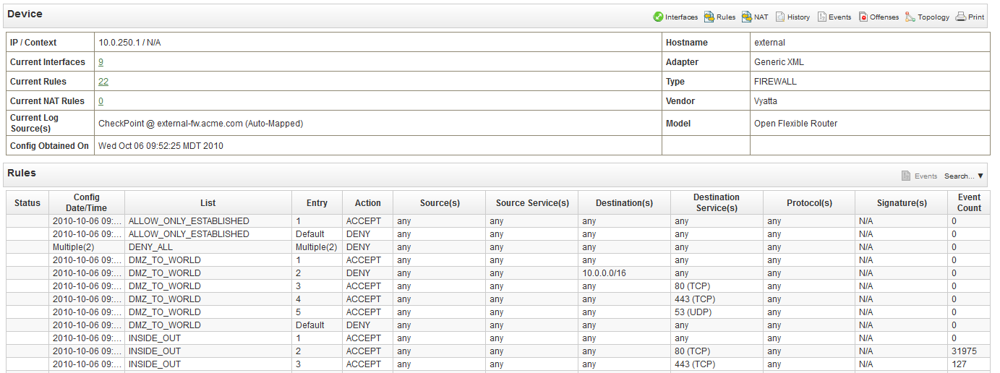 Device Interfaces Rules NAT History Events Offenses Topology Print
IP / Context 10.0.250.1 / N/A Hostname external
Current Interfaces 9 Adapter Generic XML
Current Rules 22 Type FIREWALL
Current NAT Rules 0 Vendor Vyatta
Current Log Source(s) CheckPoint @ external-fw.acme.com (Auto-Mapped) Model Open Flexible Router
Config Obtained On Wed Oct 06 09:52:25 MDT 2010
Rules Events Search... ▼
Status Config Date/Time List Entry Action Source(s) Source Service(s) Destination(s) Destination Service(s) Protocol(s) Signature(s) Event Count
2010-10-06 09:... ALLOW_ONLY_ESTABLISHED 1 ACCEPT any any any any any N/A 0
2010-10-06 09:... ALLOW_ONLY_ESTABLISHED Default DENY any any any any any N/A 0
Multiple(2) DENY_ALL Multiple(2) DENY any any any any any N/A 0
2010-10-06 09:... DMZ_TO_WORLD 1 ACCEPT any any any any any N/A 0
2010-10-06 09:... DMZ_TO_WORLD 2 DENY any any 10.0.0.0/16 any any N/A 0
2010-10-06 09:... DMZ_TO_WORLD 3 ACCEPT any any any 80 (TCP) any N/A 0
2010-10-06 09:... DMZ_TO_WORLD 4 ACCEPT any any any 443 (TCP) any N/A 0
2010-10-06 09:... DMZ_TO_WORLD 5 ACCEPT any any any 53 (UDP) any N/A 0
2010-10-06 09:... DMZ_TO_WORLD Default DENY any any any any any N/A 0
2010-10-06 09:... INSIDE_OUT 1 ACCEPT any any any any any N/A 0
2010-10-06 09:... INSIDE_OUT 2 ACCEPT any any any 80 (TCP) any N/A 31975
2010-10-06 09:... INSIDE_OUT 3 ACCEPT any any any 443 (TCP) any N/A 127